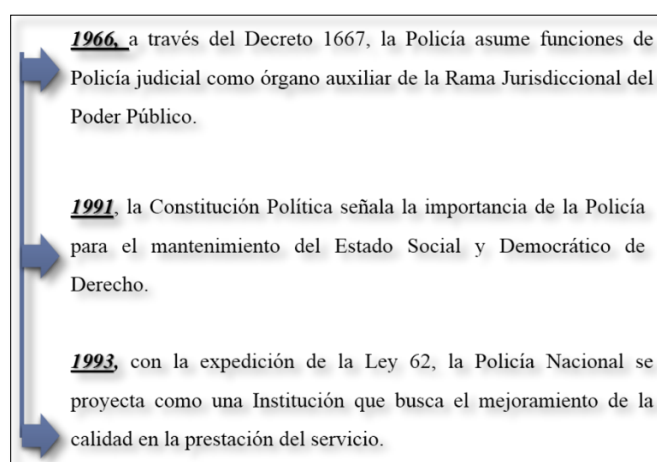 1966, a través del Decreto 1667, la Policía asume funciones de
Policía judicial como órgano auxiliar de la Rama Jurisdiccional del
Poder Público.
1991, la Constitución Política señala la importancia de la Policía
para el mantenimiento del Estado Social y Democrático de
Derecho.
1993, con la expedición de la Ley 62, la Policía Nacional se
proyecta como una Institución que busca el mejoramiento de la
calidad en la prestación del servicio.